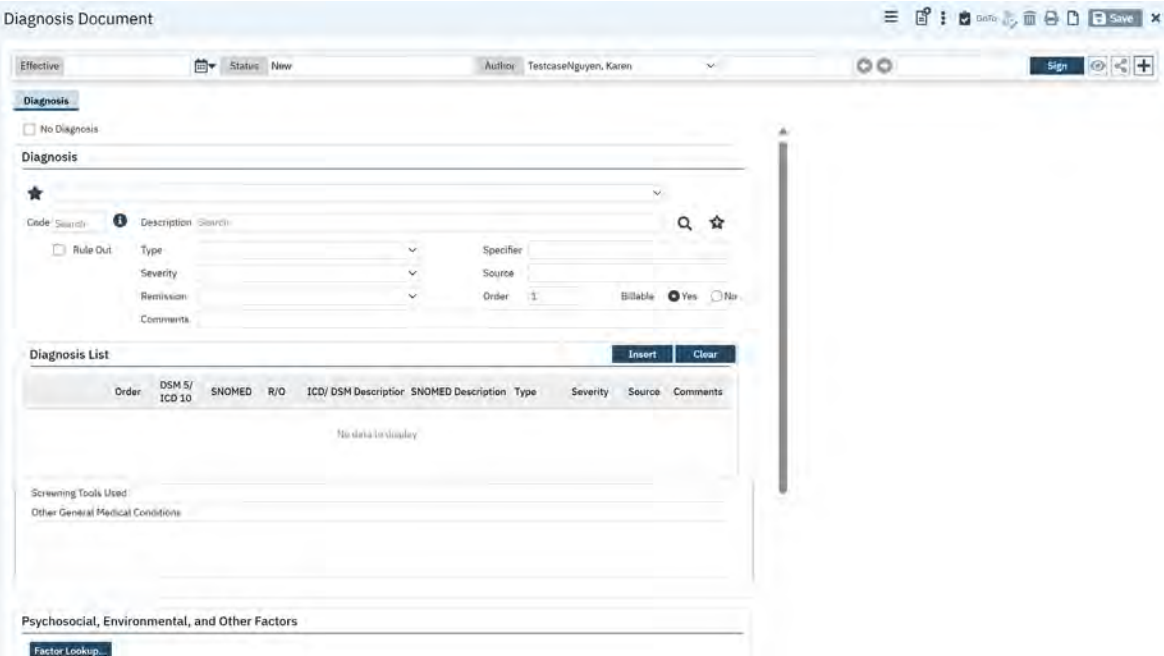 Diagnosis Document
GoTo
Save
Effective
Status New
Author TestcaseNguyen, Karen
Sign
Diagnosis
No Diagnosis
Diagnosis
Code Search
Description Search
Rule Out
Type
Specifier
Severity
Source
Remission
Order 1
Billable Yes No
Comments
Diagnosis List
Insert Clear
Order DSM 5/ ICD 10 SNOMED R/O ICD/ DSM Description SNOMED Description Type Severity Source Comments
No data to display
Screening Tools Used
Other General Medical Conditions
Psychosocial, Environmental, and Other Factors
Factor Lookup...